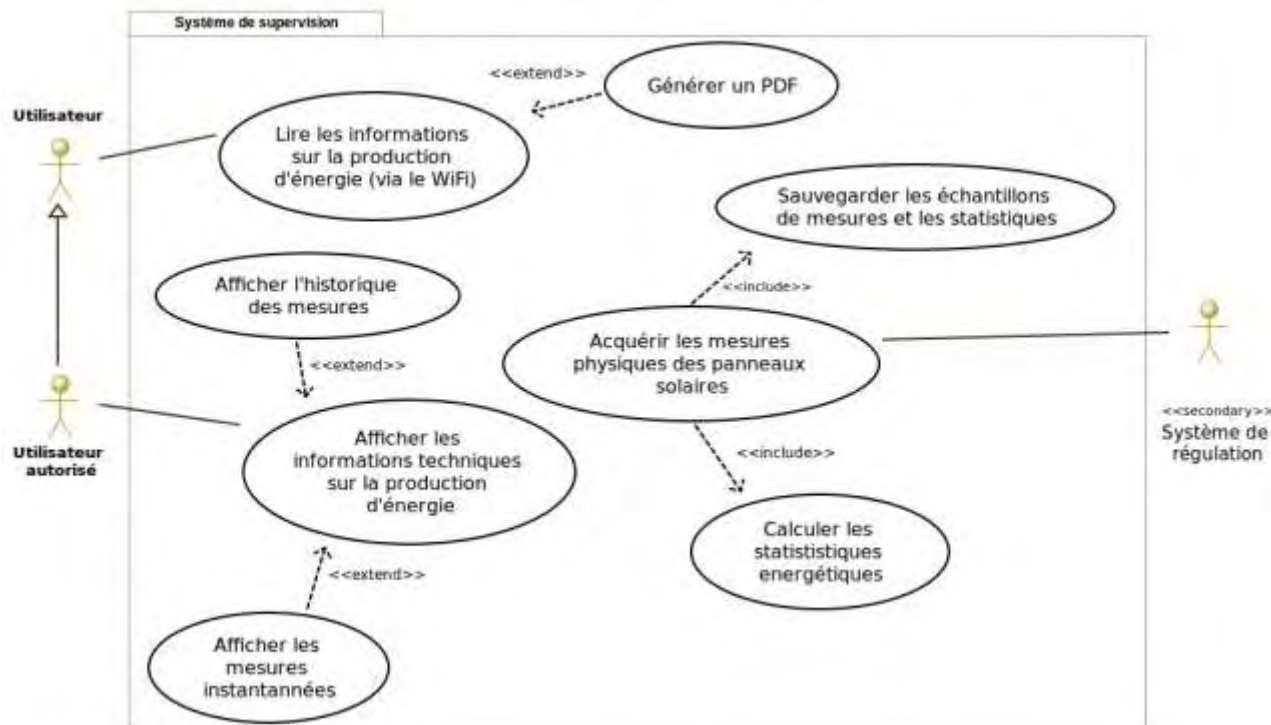 Système de supervision
<<extend>>
Générer un PDF
Utilisateur
Lire les informations
sur la production
d'énergie (via le WiFi)
Sauvegarder les échantillons
de mesures et les statistiques
Afficher l'historique
des mesures
<<include>>
Acquérir les mesures
physiques des panneaux
solaires
<<extend>>
<<secondary>>
Système de
régulation
Utilisateur
autorisé
Afficher les
informations techniques
sur la production
d'énergie
<<include>>
Calculer les
statististiques
energétiques
<<extend>>
Afficher les
mesures
instantannées